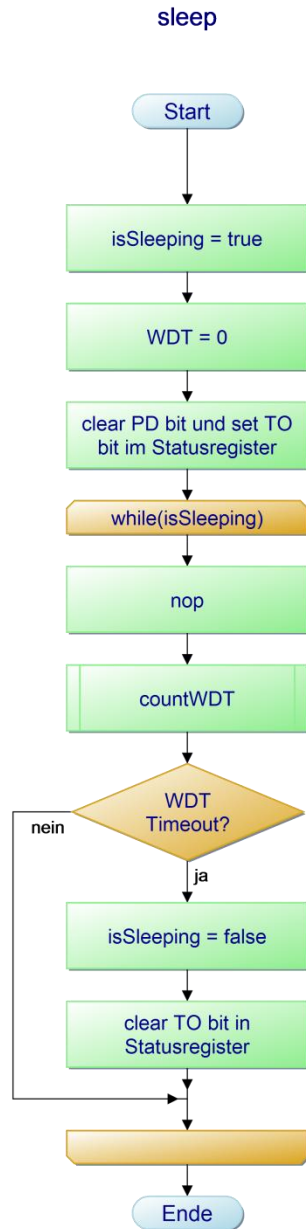 sleep
Start
isSleeping = true
WDT = 0
clear PD bit und set TO
bit im Statusregister
while(isSleeping)
nop
countWDT
WDT
Timeout?
nein
ja
isSleeping = false
clear TO bit in
Statusregister
Ende